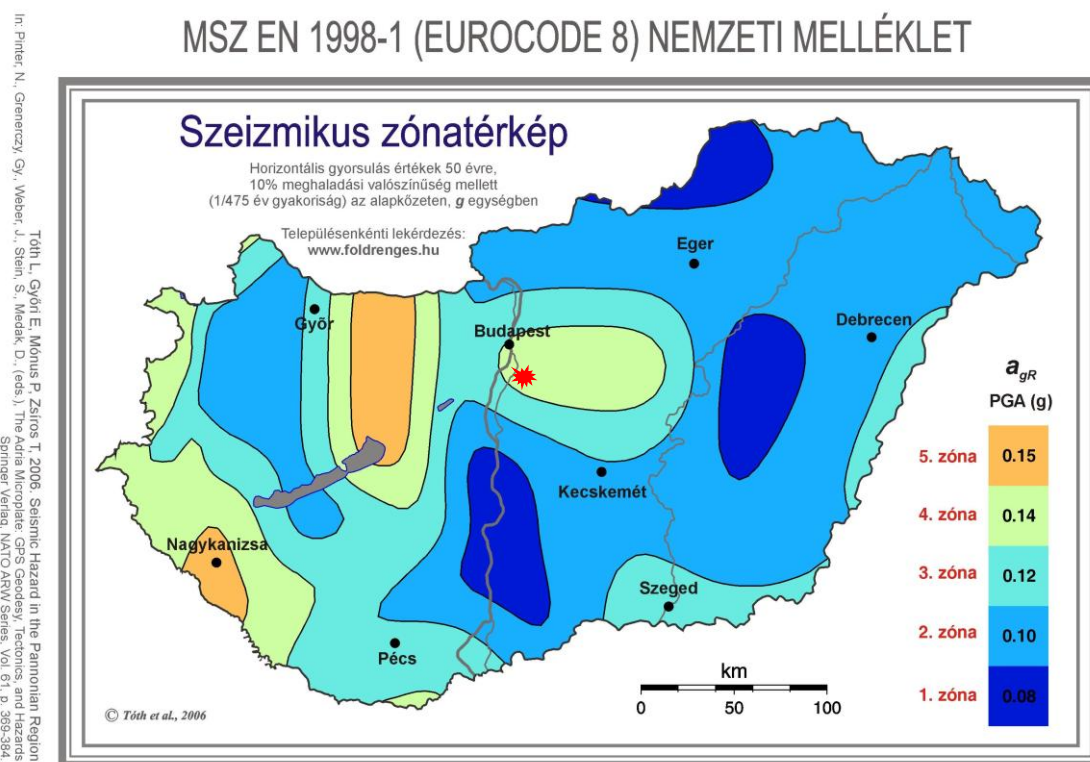 MSZ EN 1998-1 (EUROCODE 8) NEMZETI MELLÉKLET
Szeizmikus zónatérkép
Horizontális gyorsulás értékek 50 évre,
10% meghaladási valószínűség mellett
(1/475 év gyakoriság) az alapkőzeten, g egységben
Településenkénti lekérdezés:
www.foldrenges.hu
Eger
Győr
Budapest
Debrecen
Kecskemét
Nagykanizsa
Szeged
Pécs
agR
PGA (g)
5. zóna 0.15
4. zóna 0.14
3. zóna 0.12
2. zóna 0.10
1. zóna 0.08
km
0 50 100
© Tóth et al., 2006
Tóth L., Győri E, Mónus P, Zsíros T, 2006. Seismic Hazard in the Pannonian Region
In: Pinter, N., Grenerczy, Gy., Weber, J., Stein, S., Medak, D., (eds.), The Adria Microplate: GPS Geodesy, Tectonics, and Hazards
Springer Verlag, NATO ARW Series, Vol. 61, p. 369-384.